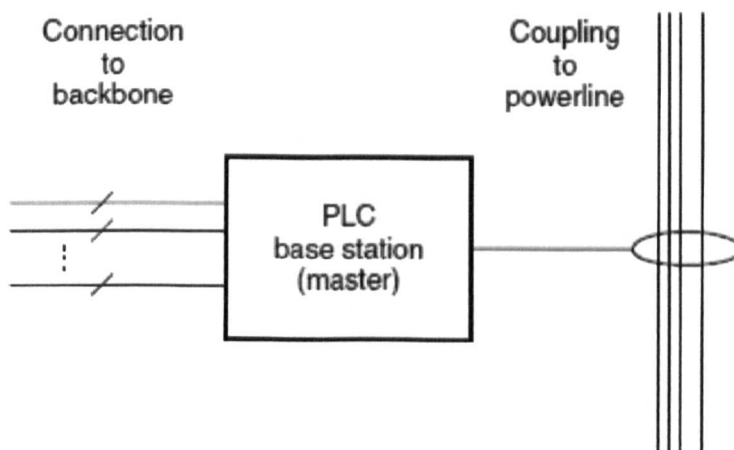 Connection
to
backbone
Coupling
to
powerline
PLC
base station
(master)